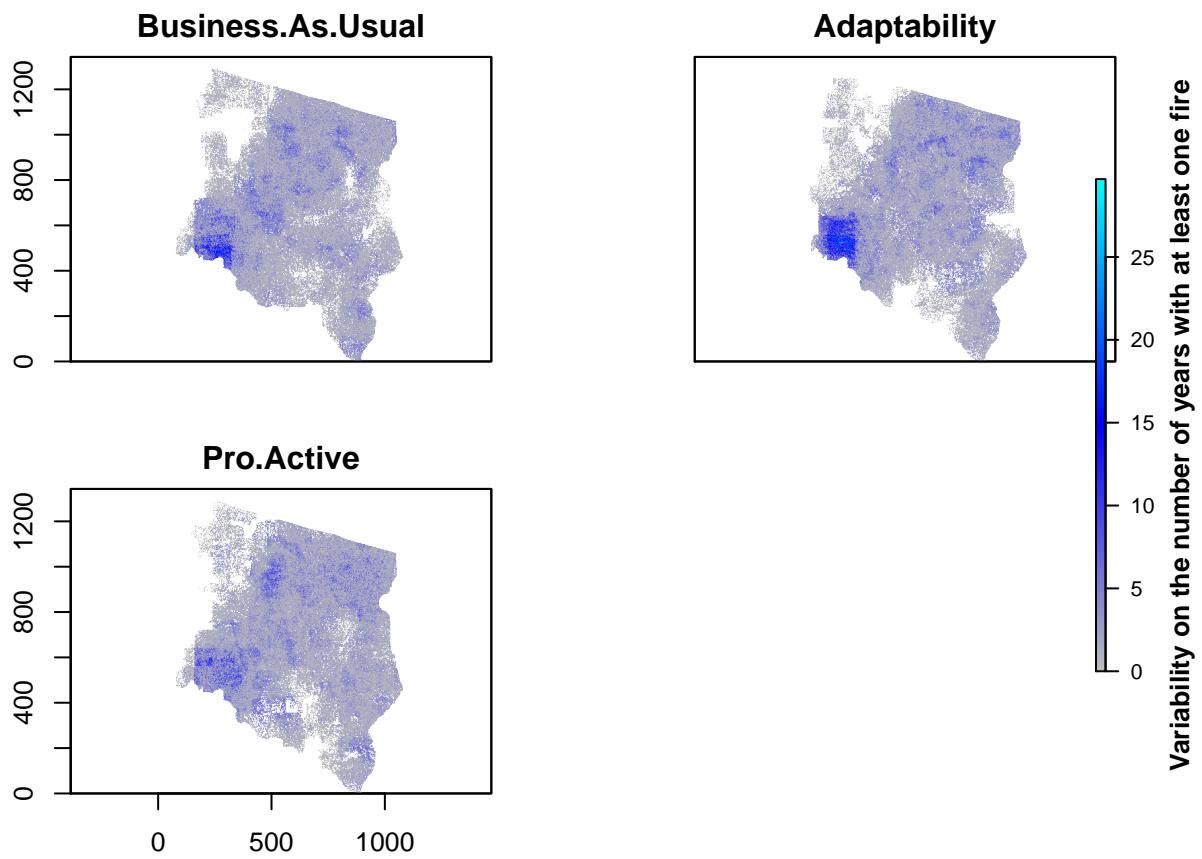 Business.As.Usual
Adaptability
1200
800
400
0
25
20
15
10
5
0
Variability on the number of years with at least one fire
Pro.Active
1200
800
400
0
0 500 1000